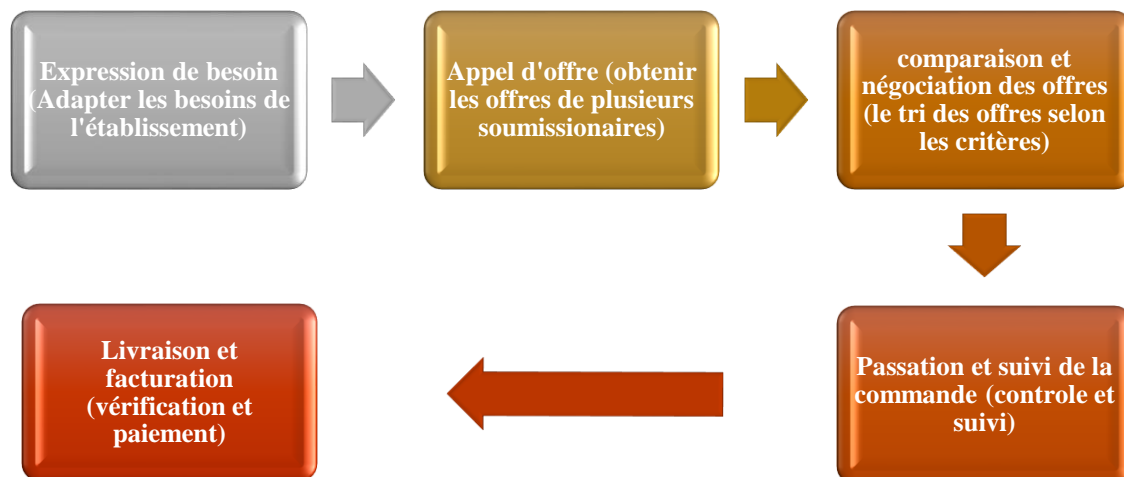 Expression de besoin
(Adapter les besoins de
l'établissement)
Appel d'offre (obtenir
les offres de plusieurs
soumissionaires)
comparaison et
négociation des offres
(le tri des offres selon
les critères)
Passation et suivi de la
commande (controle et
suivi)
Livraison et
facturation
(vérification et
paiement)